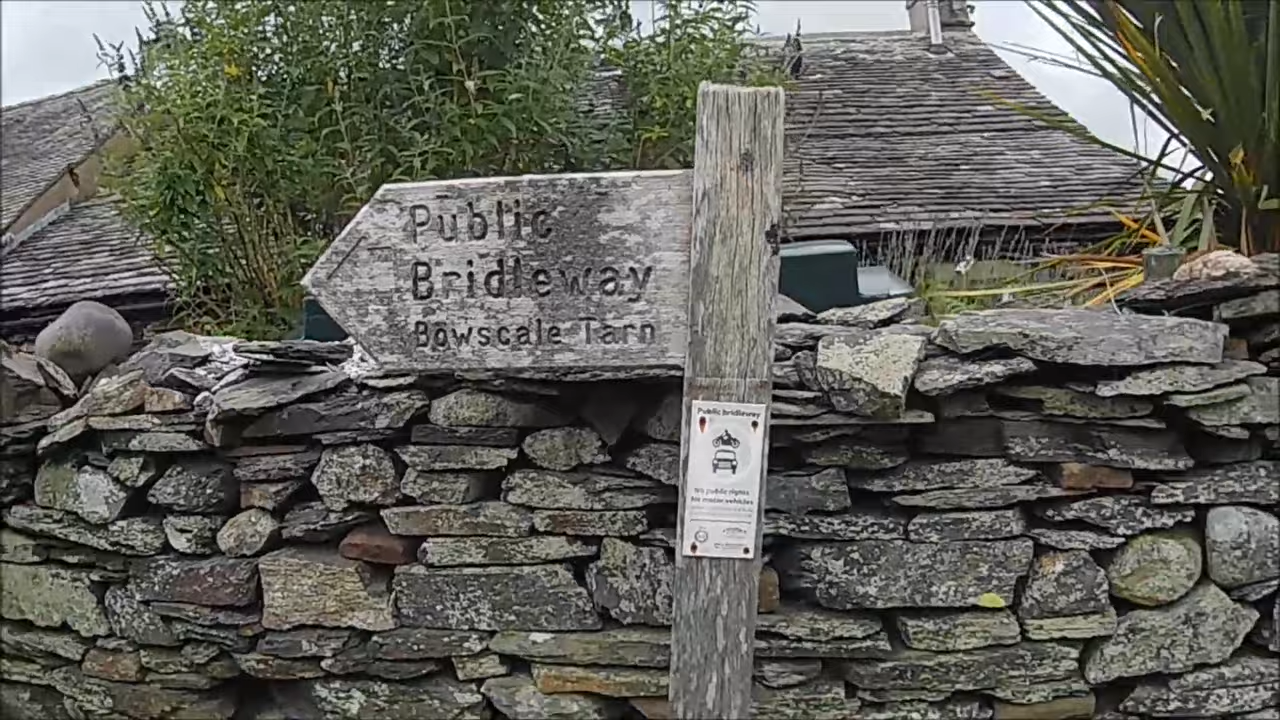 Public
Bridleway
Bowscale Tarn
Public bridleway
No public rights
for motor vehicles